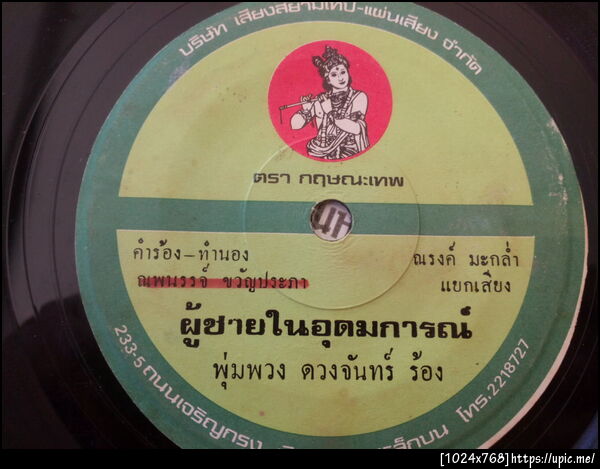 บริษัท เสียงสยามเทป-แผ่นเสียง จำกัด
ตรา กฤษณะเทพ
คำร้อง-ทำนอง
ณพนรรจ์ ขวัญประภา
ณรงค์ มะกล่ำ
แยกเสียง
ผู้ชายในอุดมการณ์
พุ่มพวง ดวงจันทร์ ร้อง
233-5 ถนนเจริญกรุง โทร.2218727
[1024x768]https://upic.me/